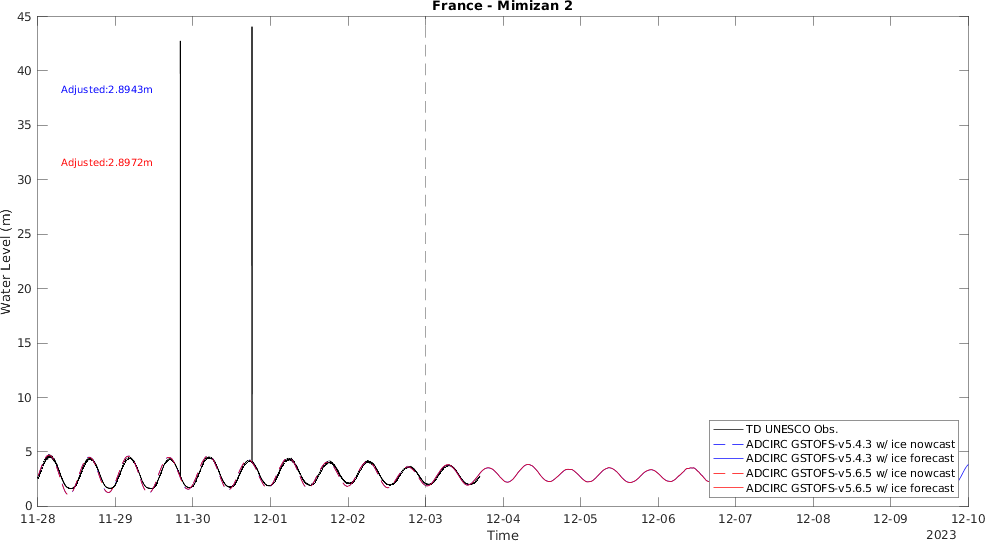 France - Mimizan 2
45
40
35
30
25
20
15
10
5
0
Water Level (m)
Adjusted:2.8943m
Adjusted:2.8972m
TD UNESCO Obs.
ADCIRC GSTOFS-v5.4.3 w/ ice nowcast
ADCIRC GSTOFS-v5.4.3 w/ ice forecast
ADCIRC GSTOFS-v5.6.5 w/ ice nowcast
ADCIRC GSTOFS-v5.6.5 w/ ice forecast
11-28 11-29 11-30 12-01 12-02 12-03 12-04 12-05 12-06 12-07 12-08 12-09 12-10
Time
2023